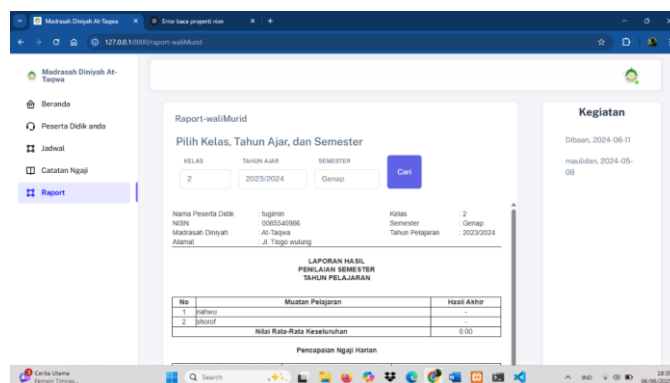 Madrasah Diniyah At-Taqwa
Error baca properti nisn
127.0.0.1:8000/raport-waliMurid
Madrasah Diniyah At-
Taqwa
Beranda
Peserta Didik anda
Jadwal
Catatan Ngaji
Raport
Raport-waliMurid
Pilih Kelas, Tahun Ajar, dan Semester
KELAS TAHUN AJAR SEMESTER
2 2023/2024 Genap Cari
Nama Peserta Didik : tugimin Kelas : 2
NISN : 0065540986 Semester : Genap
Madrasah Diniyah : At-Taqwa Tahun Pelajaran : 2023/2024
Alamat : Jl. Tlogo wulung
LAPORAN HASIL
PENILAIAN SEMESTER
TAHUN PELAJARAN
No Muatan Pelajaran Hasil Akhir
1 nahwu -
2 shorof -
Nilai Rata-Rata Keseluruhan 0.00
Pencapaian Ngaji Harian
Kegiatan
Dibaan, 2024-06-11
maulidan, 2024-05-
08
Cerita Utama
Search
IND